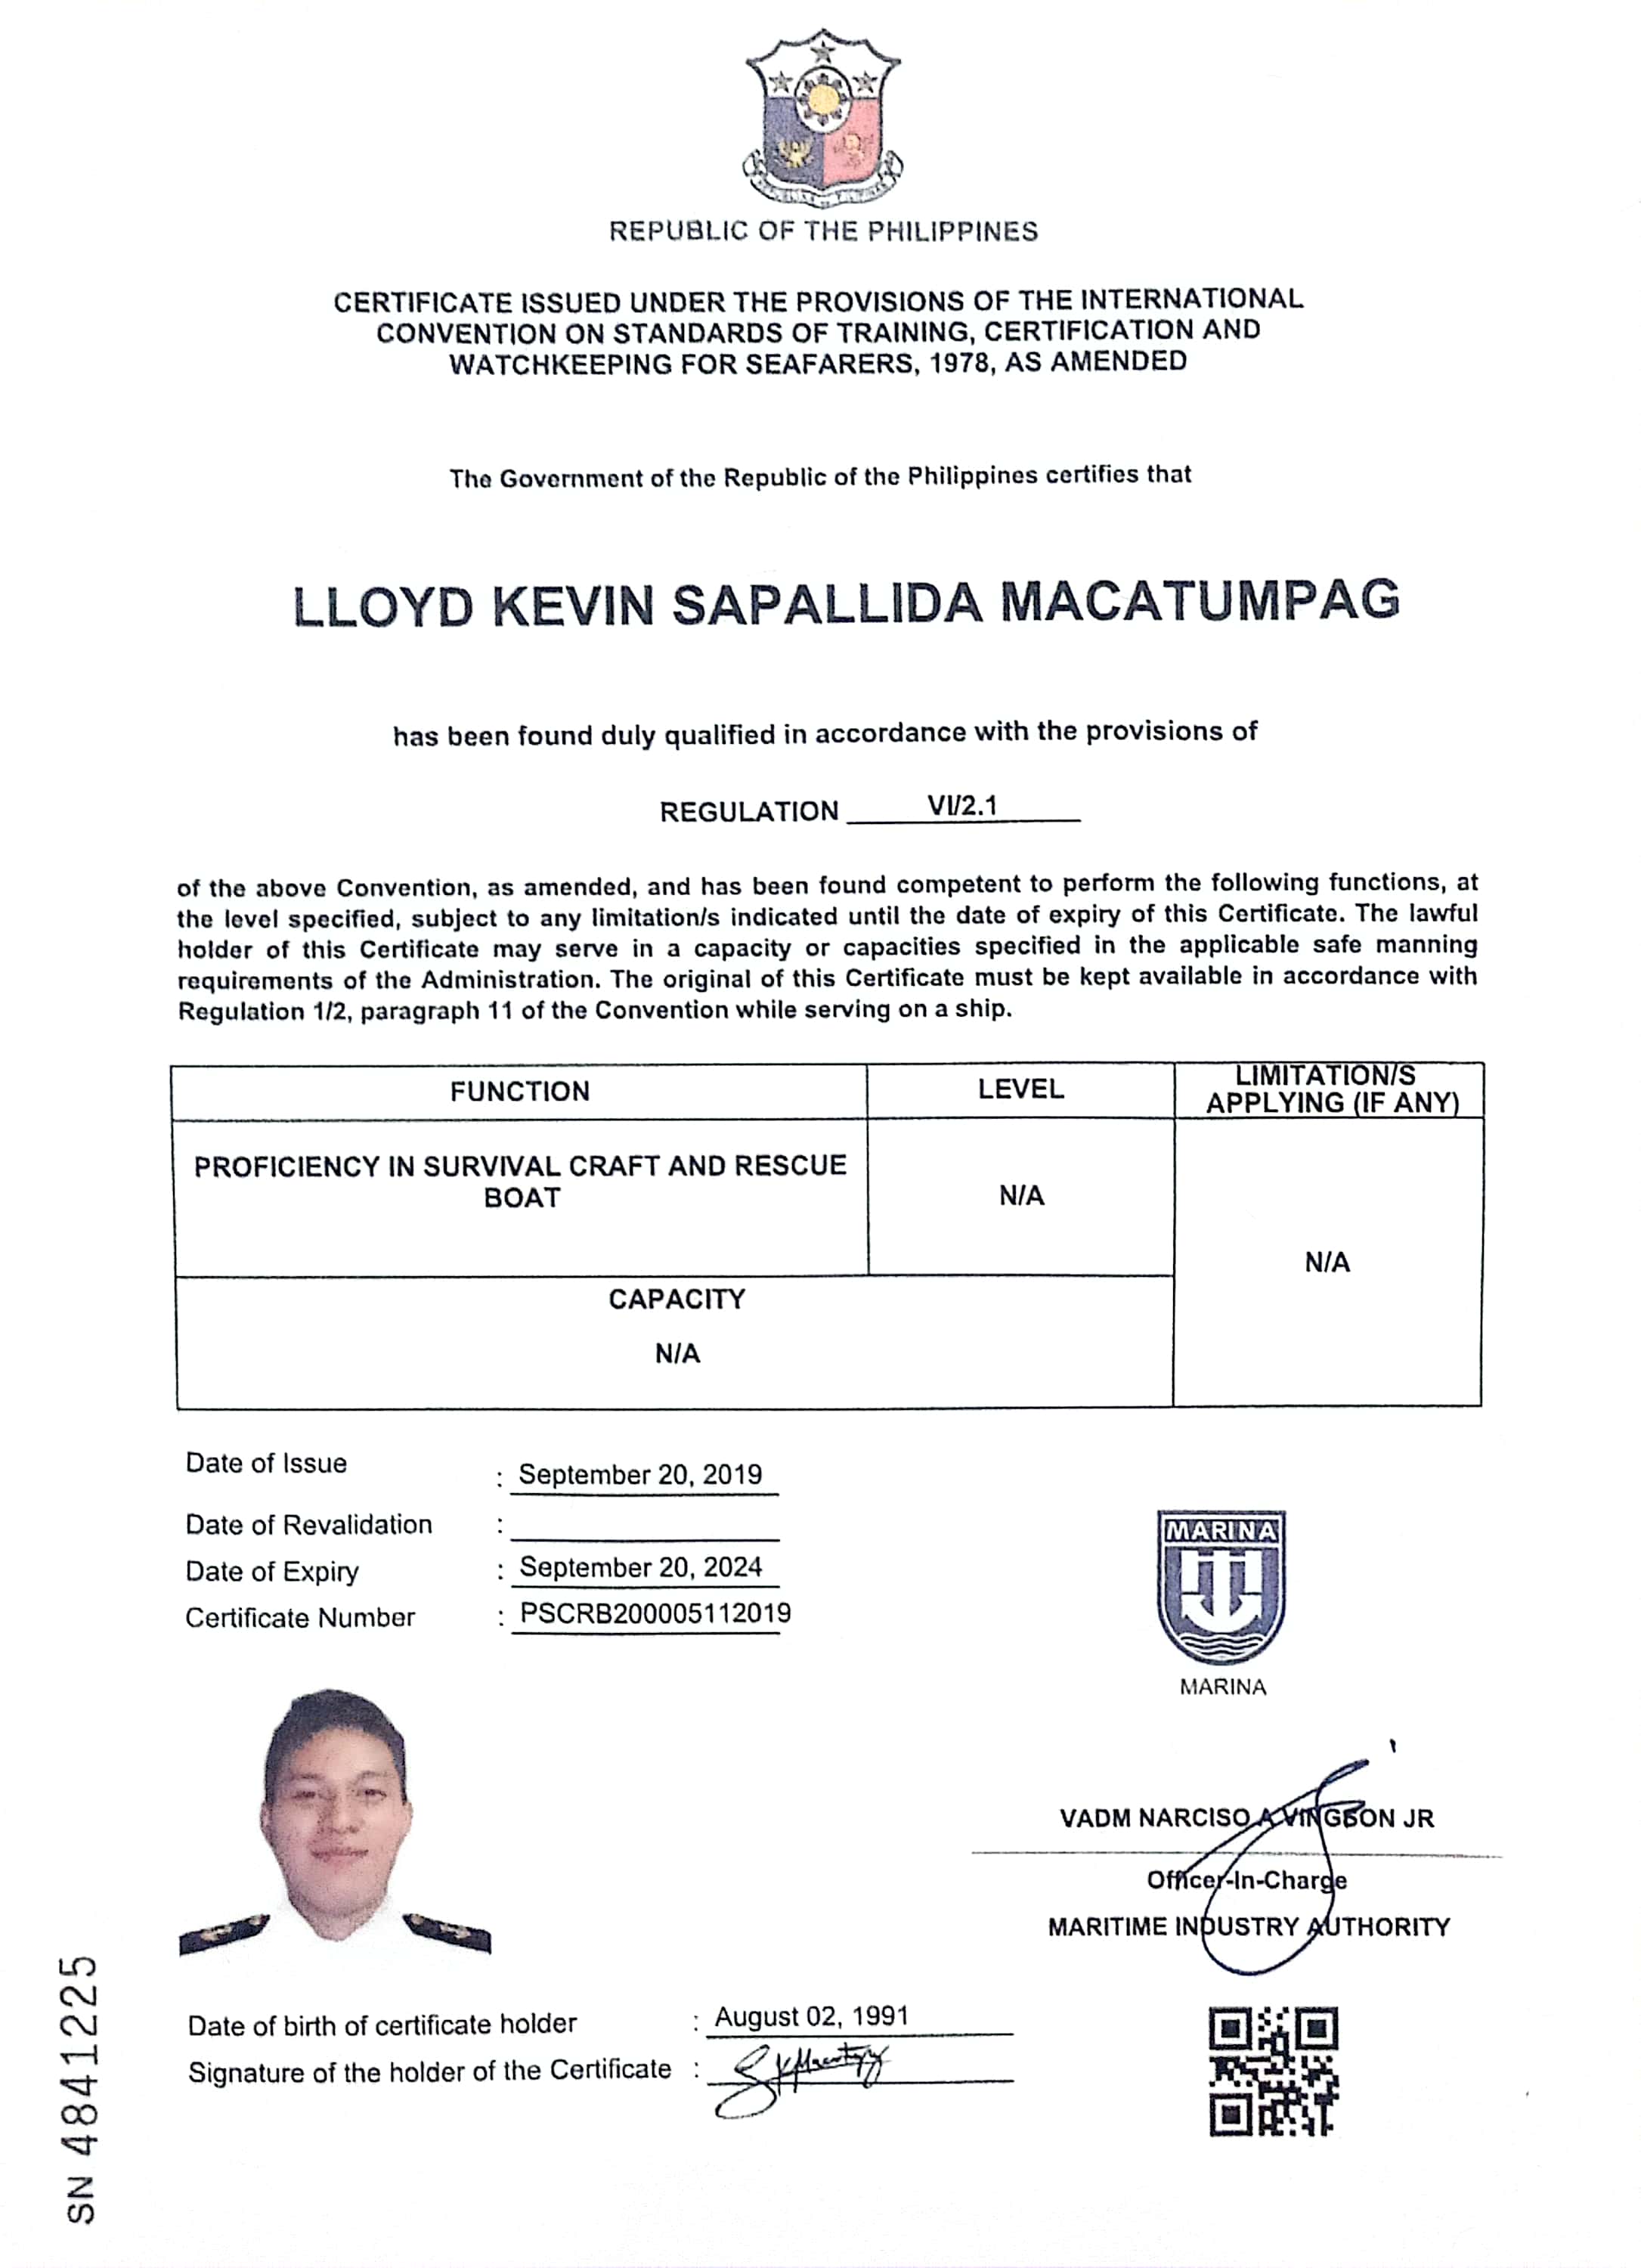 REPUBLIC OF THE PHILIPPINES
CERTIFICATE ISSUED UNDER THE PROVISIONS OF THE INTERNATIONAL
CONVENTION ON STANDARDS OF TRAINING, CERTIFICATION AND
WATCHKEEPING FOR SEAFARERS, 1978, AS AMENDED
The Government of the Republic of the Philippines certifies that
LLOYD KEVIN SAPALLIDA MACATUMPAG
has been found duly qualified in accordance with the provisions of
REGULATION VI/2.1
of the above Convention, as amended, and has been found competent to perform the following functions, at
the level specified, subject to any limitation/s indicated until the date of expiry of this Certificate. The lawful
holder of this Certificate may serve in a capacity or capacities specified in the applicable safe manning
requirements of the Administration. The original of this Certificate must be kept available in accordance with
Regulation 1/2, paragraph 11 of the Convention while serving on a ship.
FUNCTION
LEVEL
LIMITATION/S
APPLYING (IF ANY)
PROFICIENCY IN SURVIVAL CRAFT AND RESCUE
BOAT
N/A
N/A
CAPACITY
N/A
Date of Issue : September 20, 2019
Date of Revalidation :
Date of Expiry : September 20, 2024
Certificate Number : PSCRB200005112019
MARINA
MARINA
VADM NARCISO A VINGSON JR
Officer-In-Charge
MARITIME INDUSTRY AUTHORITY
Date of birth of certificate holder : August 02, 1991
Signature of the holder of the Certificate :
SN 4841225